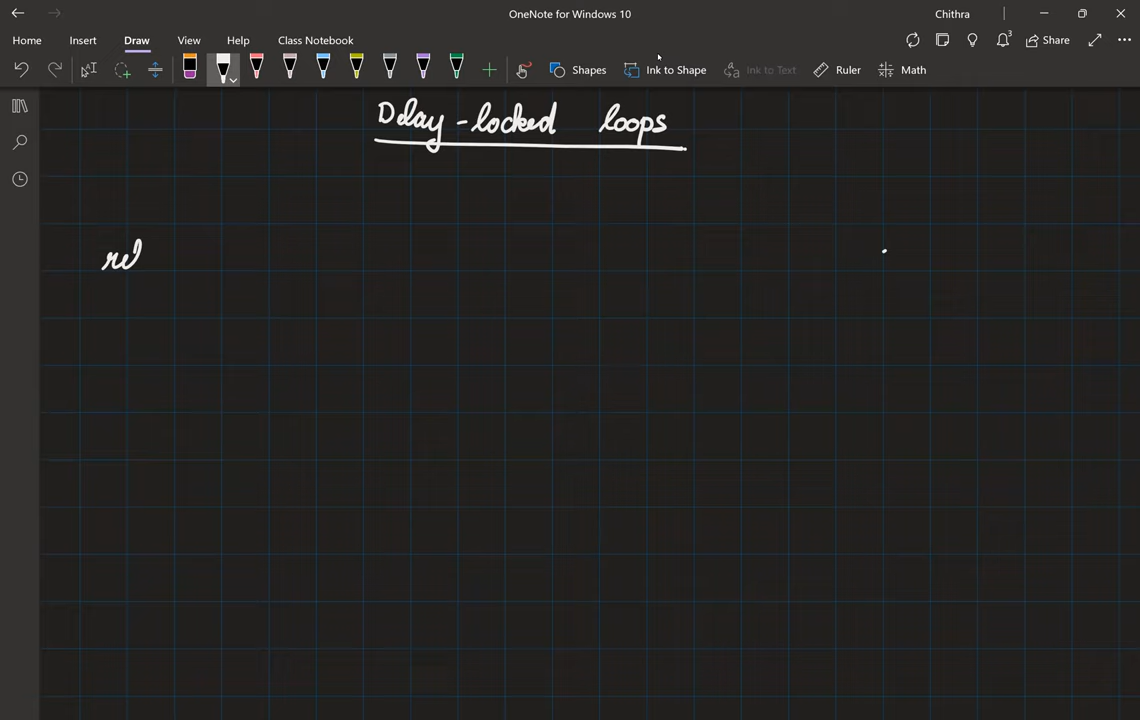 OneNote for Windows 10
Chithra
Home Insert Draw View Help Class Notebook
3 Share
Shapes Ink to Shape Ink to Text Ruler Math
Delay-locked loops